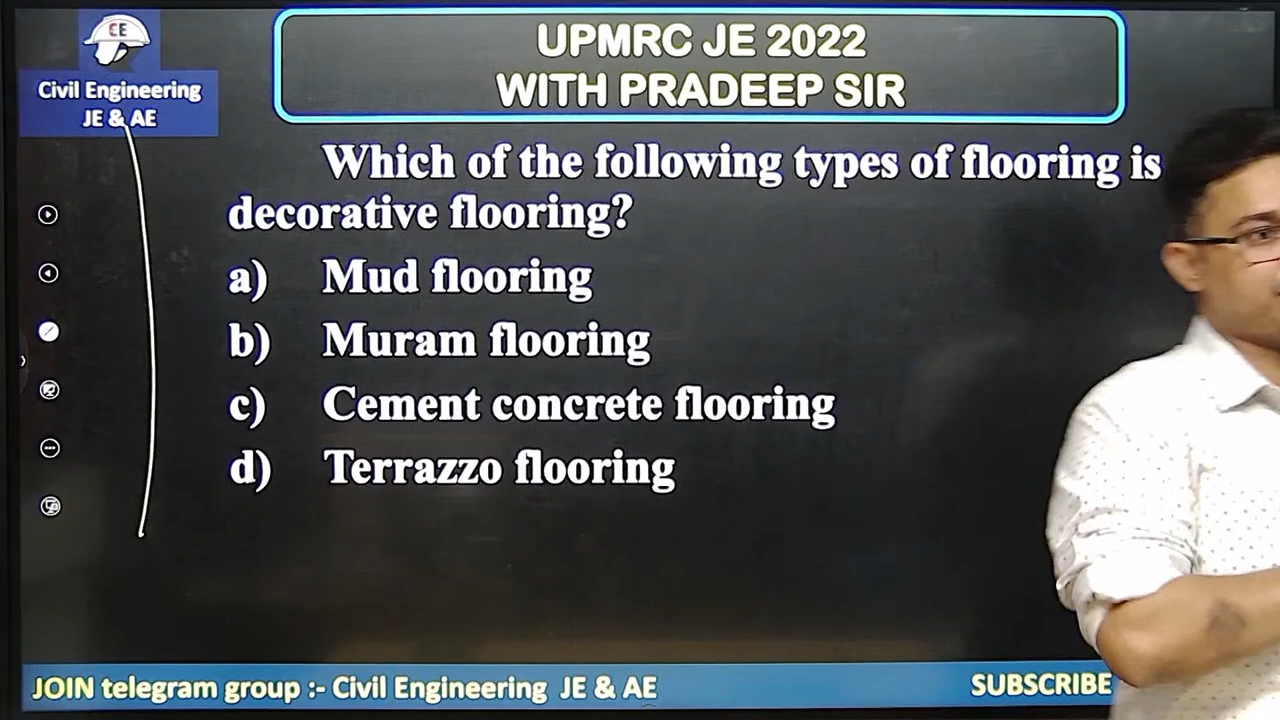 CE
Civil Engineering
JE & AE
UPMRC JE 2022
WITH PRADEEP SIR
Which of the following types of flooring is
decorative flooring?
a) Mud flooring
b) Muram flooring
c) Cement concrete flooring
d) Terrazzo flooring
JOIN telegram group :- Civil Engineering JE & AE
SUBSCRIBE